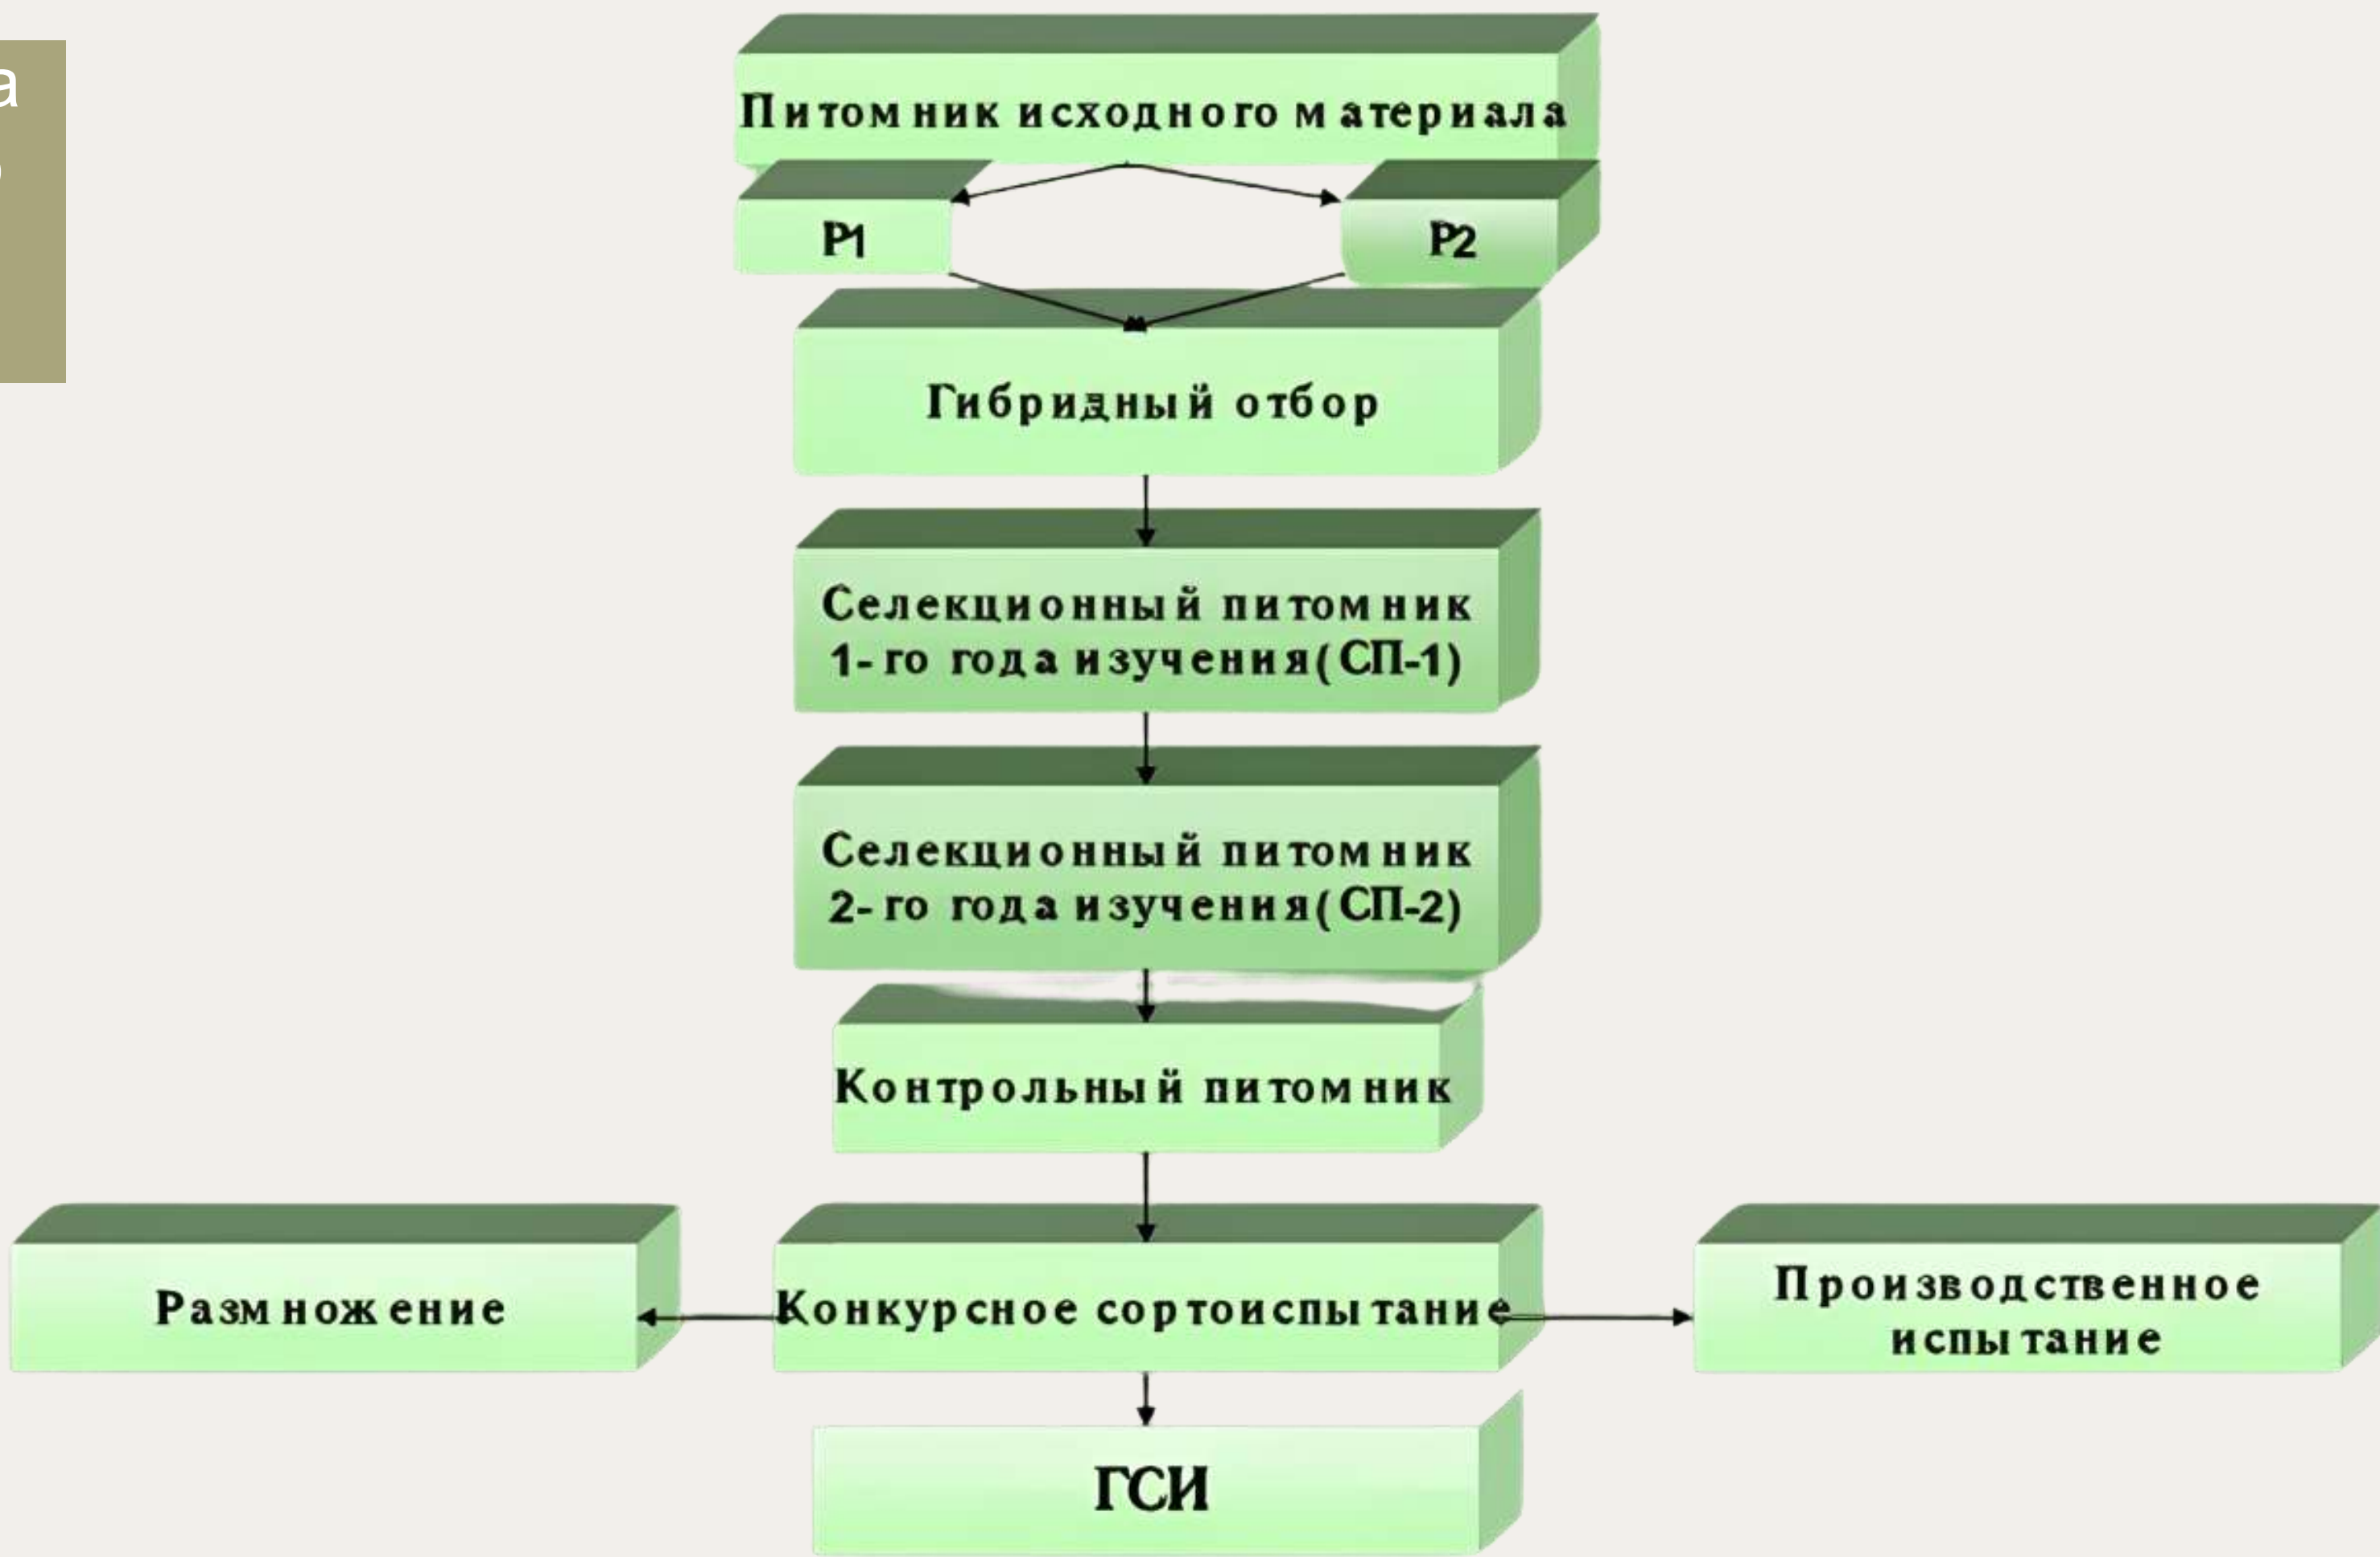 Питомник исходного материала
P1
P2
Гибридный отбор
Селекционный питомник
1-го года изучения(СП-1)
Селекционный питомник
2-го года изучения(СП-2)
Контрольный питомник
Размножение
Конкурсное сортоиспытание
Производственное
испытание
ГСИ